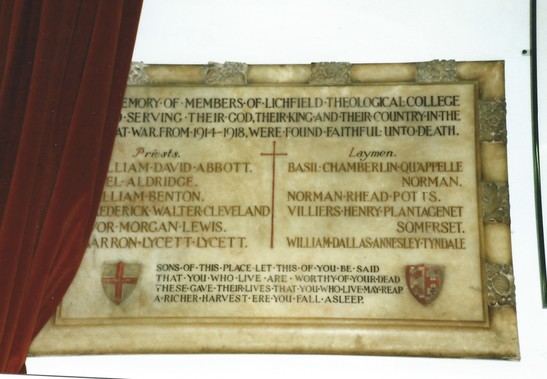 EMORY·OF·MEMBERS·OF·LICHFIELD·THEOLOGICAL·COLLEGE
O·SERVING·THEIR·GOD,THEIR·KING·AND·THEIR·COUNTRY·IN·THE
AT·WAR·FROM·1914–1918, WERE·FOUND·FAITHFUL·UNTO·DEATH.
Priests.
LLIAM·DAVID·ABBOTT.
EL·ALDRIDGE.
LLIAM·BENTON.
EDERICK·WALTER·CLEVELAND
OR·MORGAN·LEWIS.
ARRON·LYCETT·LYCETT.
Laymen.
BASIL·CHAMBERLIN·QU'APPELLE
NORMAN.
NORMAN·RHEAD·POTTS.
VILLIERS·HENRY·PLANTAGENET
SOMERSET.
WILLIAM·DALLAS·ANNESLEY·TYNDALE
SONS·OF·THIS·PLACE·LET·THIS·OF·YOU·BE·SAID
THAT·YOU·WHO·LIVE·ARE·WORTHY·OF·YOUR·DEAD
THESE·GAVE·THEIR·LIVES·THAT·YOU·WHO·LIVE·MAY·REAP
A·RICHER·HARVEST·ERE·YOU·FALL·ASLEEP.